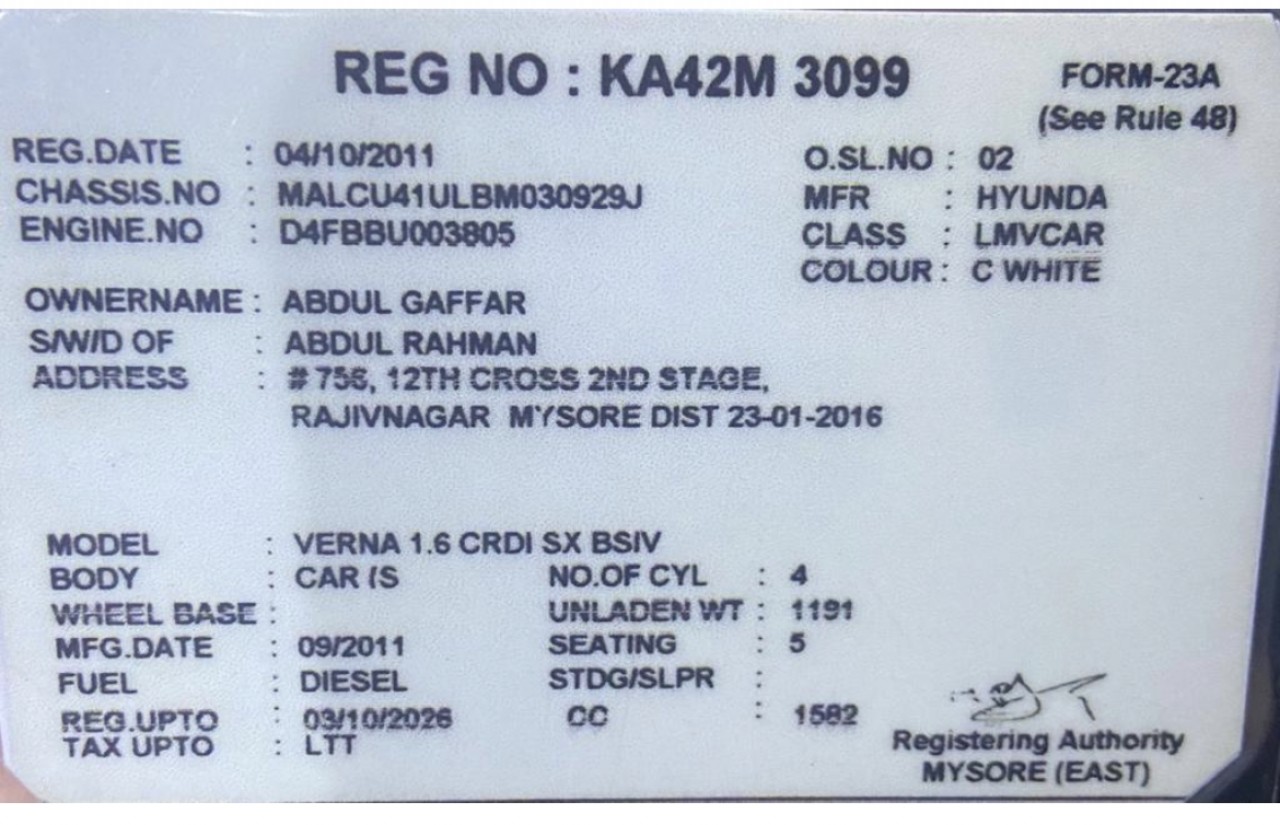 REG NO : KA42M 3099
FORM-23A
(See Rule 48)
REG.DATE : 04/10/2011 O.SL.NO : 02
CHASSIS.NO : MALCU41ULBM030929J MFR : HYUNDA
ENGINE.NO : D4FBBU003805 CLASS : LMVCAR
COLOUR : C WHITE
OWNERNAME : ABDUL GAFFAR
S/W/D OF : ABDUL RAHMAN
ADDRESS : # 756, 12TH CROSS 2ND STAGE,
RAJIVNAGAR MYSORE DIST 23-01-2016
MODEL : VERNA 1.6 CRDI SX BSIV
BODY : CAR (S NO.OF CYL : 4
WHEEL BASE : UNLADEN WT : 1191
MFG.DATE : 09/2011 SEATING : 5
FUEL : DIESEL STDG/SLPR :
REG.UPTO : 03/10/2026 CC : 1582
TAX UPTO : LTT
Registering Authority
MYSORE (EAST)